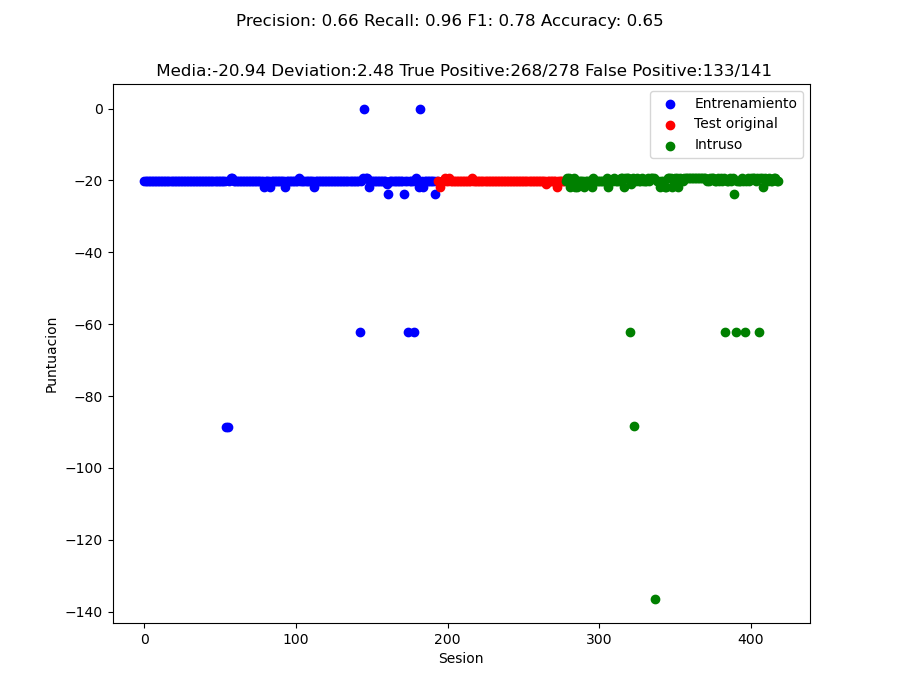 Precision: 0.66 Recall: 0.96 F1: 0.78 Accuracy: 0.65
Media:-20.94 Deviation:2.48 True Positive:268/278 False Positive:133/141
Entrenamiento
Test original
Intruso
0
−20
−40
−60
−80
−100
−120
−140
Puntuacion
0 100 200 300 400
Sesion